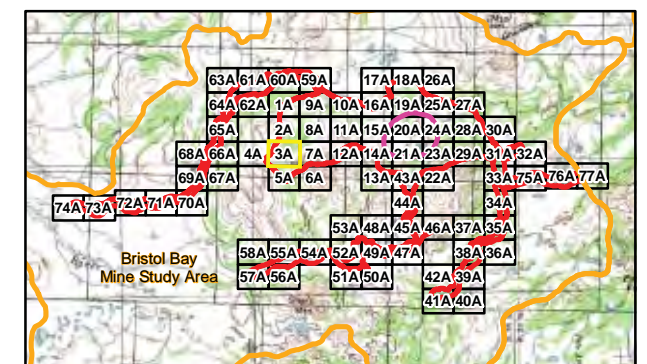 63A 61A 60A 59A 17A 18A 26A
64A 62A 1A 9A 10A 16A 19A 25A 27A
65A 2A 8A 11A 15A 20A 24A 28A 30A
68A 66A 4A 3A 7A 12A 14A 21A 23A 29A 31A 32A
69A 67A 5A 6A 13A 43A 22A 33A 75A 76A 77A
74A 73A 72A 71A 70A 44A 34A
53A 48A 45A 46A 37A 35A
58A 55A 54A 52A 49A 47A 38A 36A
57A 56A 51A 50A 42A 39A
41A 40A
Bristol Bay
Mine Study Area